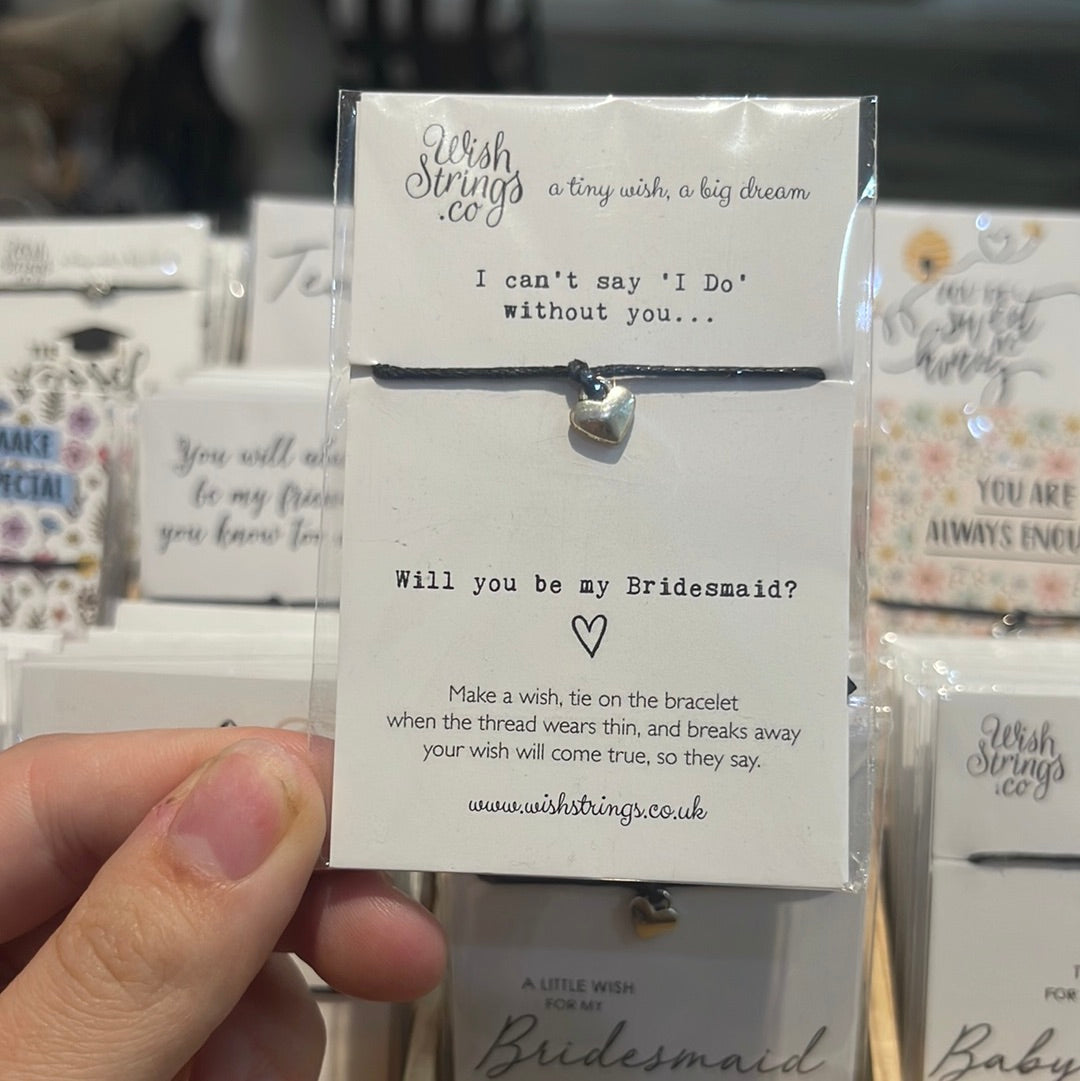 Wish
Strings
.co
a tiny wish, a big dream
I can't say 'I Do'
without you...
Will you be my Bridesmaid?
Make a wish, tie on the bracelet
when the thread wears thin, and breaks away
your wish will come true, so they say.
www.wishstrings.co.uk
MAKE
You will
be my
you know too
YOU ARE
ALWAYS
Wish
Strings
.co
A LITTLE WISH
FOR MY
Bridesmaid
FOR
Baby